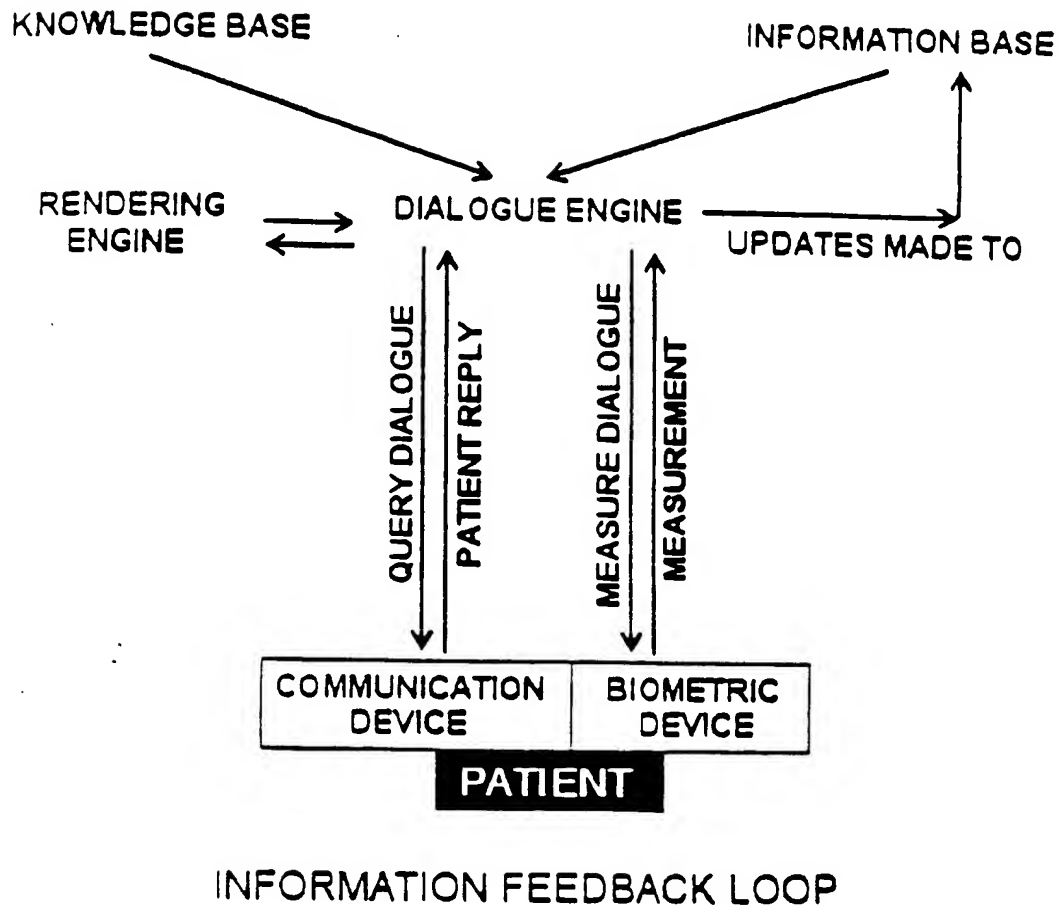 KNOWLEDGE BASE
INFORMATION BASE
RENDERING
ENGINE
DIALOGUE ENGINE
UPDATES MADE TO
QUERY DIALOGUE
PATIENT REPLY
MEASURE DIALOGUE
MEASUREMENT
COMMUNICATION
DEVICE
BIOMETRIC
DEVICE
PATIENT
INFORMATION FEEDBACK LOOP